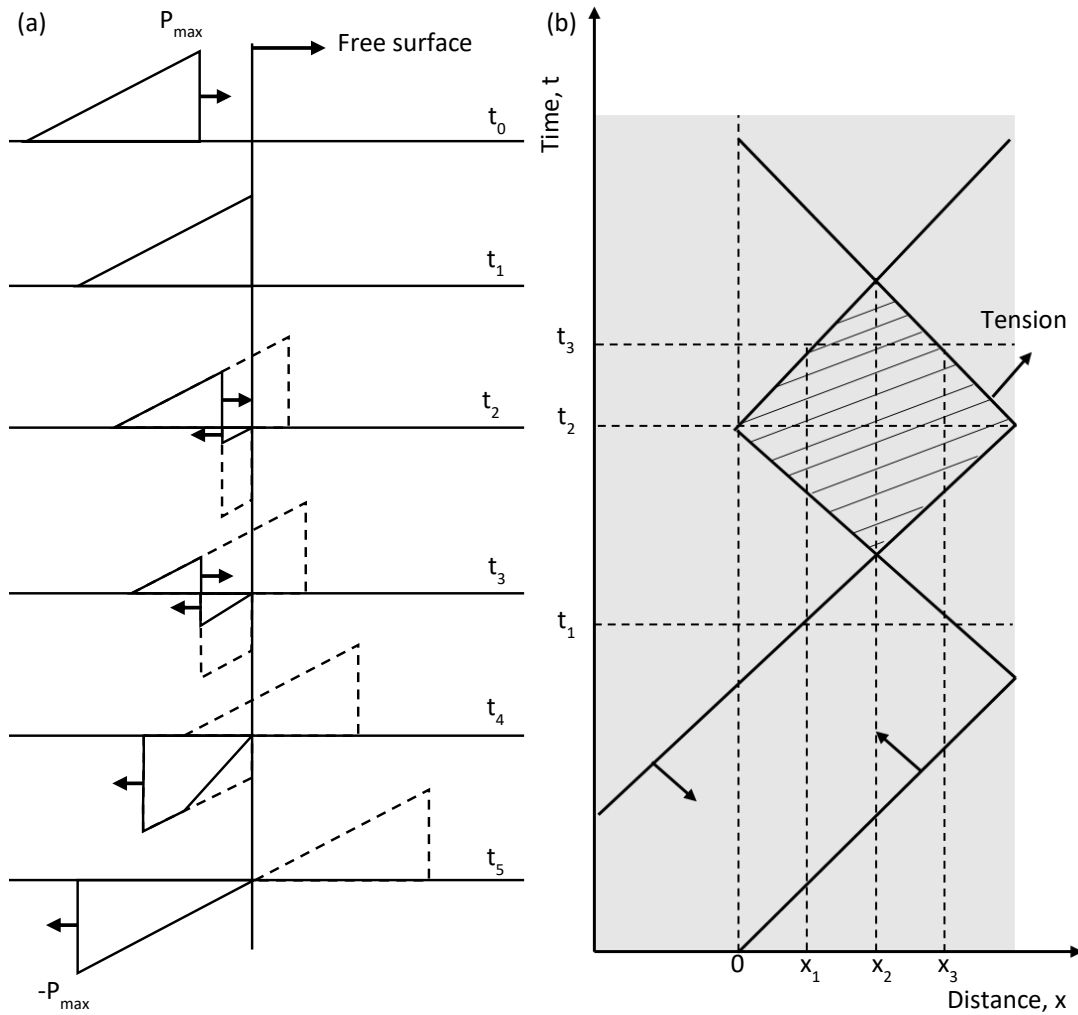 (a)
P_max
Free surface
t_0
t_1
t_2
t_3
t_4
t_5
-P_max
(b)
Time, t
Tension
t_3
t_2
t_1
0 x_1 x_2 x_3
Distance, x